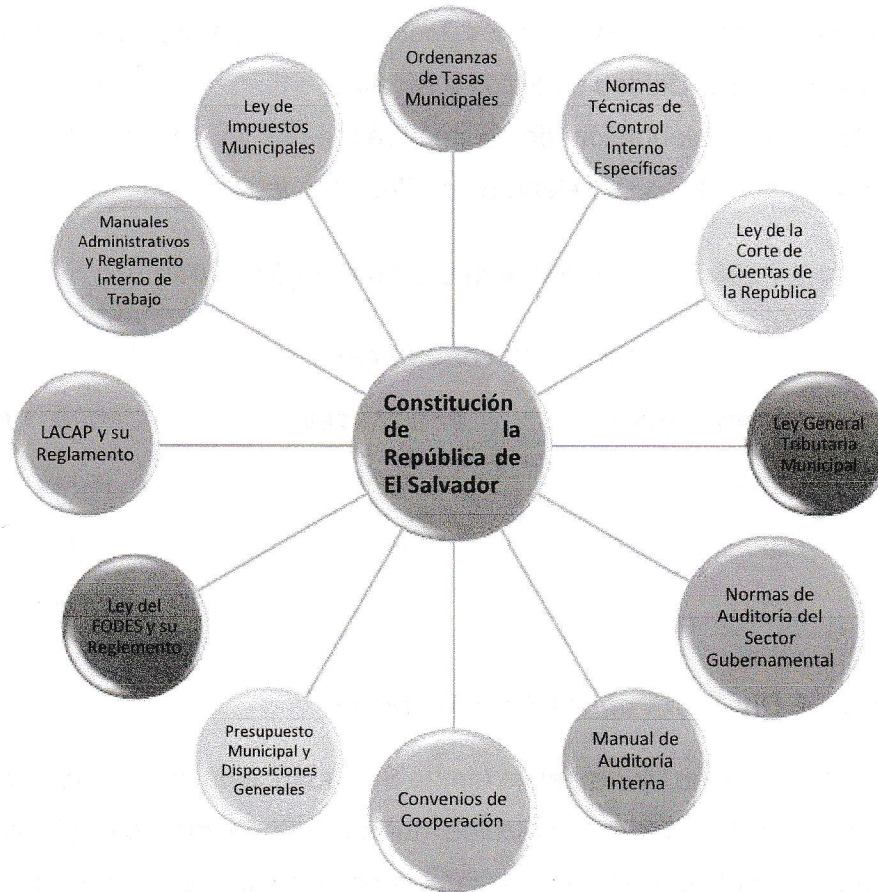 Ordenanzas
de Tasas
Municipales
Normas
Técnicas de
Control
Interno
Específicas
Ley de la
Corte de
Cuentas de
la República
Ley General
Tributaria
Municipal
Normas de
Auditoría del
Sector
Gubernamental
Manual de
Auditoría
Interna
Convenios de
Cooperación
Presupuesto
Municipal y
Disposiciones
Generales
Ley del
FODES y su
Reglemento
LACAP y su
Reglamento
Manuales
Administrativos
y Reglamento
Interno de
Trabajo
Ley de
Impuestos
Municipales
Constitución
de la
República de
El Salvador